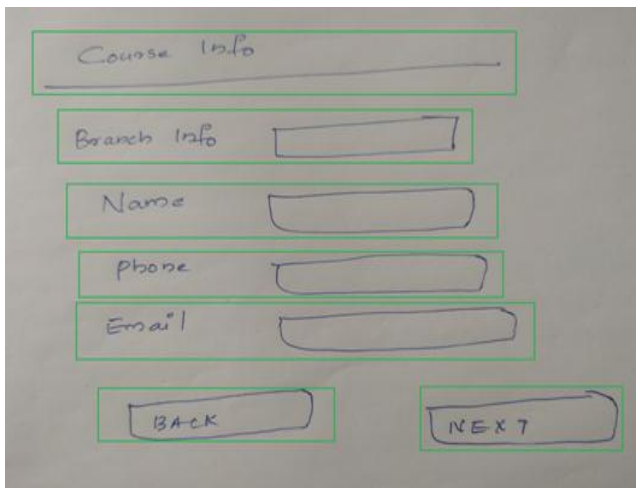 Course Info
Branch Info
Name
Phone
Email
BACK NEXT